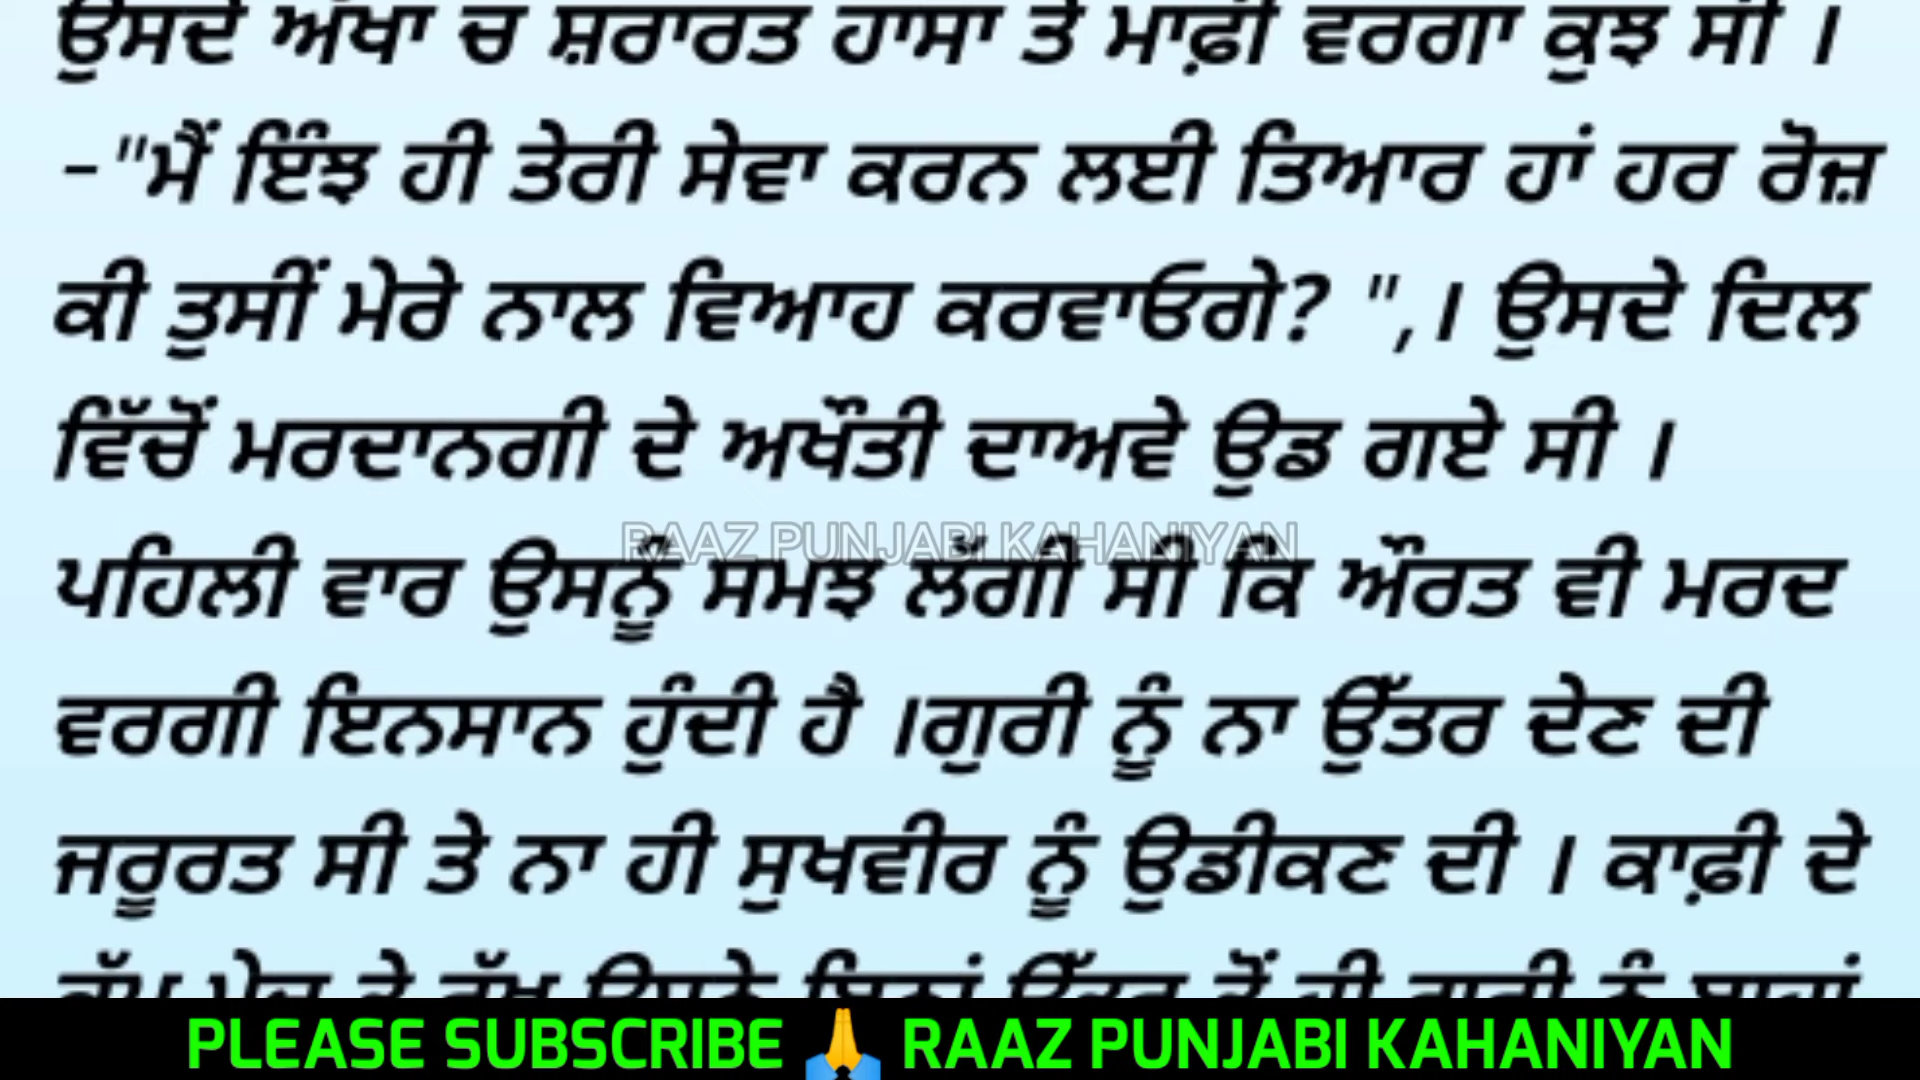 ਉਸਦੇ ਅੱਖਾਂ ਚ ਸ਼ਰਾਰਤ ਹਾਸਾ ਤੇ ਮਾਫ਼ੀ ਵਰਗਾ ਕੁਝ ਸੀ ।
-"ਮੈਂ ਇੰਝ ਹੀ ਤੇਰੀ ਸੇਵਾ ਕਰਨ ਲਈ ਤਿਆਰ ਹਾਂ ਹਰ ਰੋਜ਼
ਕੀ ਤੁਸੀਂ ਮੇਰੇ ਨਾਲ ਵਿਆਹ ਕਰਵਾਓਗੇ? ",। ਉਸਦੇ ਦਿਲ
ਵਿੱਚੋਂ ਮਰਦਾਨਗੀ ਦੇ ਅਖੌਤੀ ਦਾਅਵੇ ਉਡ ਗਏ ਸੀ ।
RAAZ PUNJABI KAHANIYAN
ਪਹਿਲੀ ਵਾਰ ਉਸਨੂੰ ਸਮਝ ਲੱਗੀ ਸੀ ਕਿ ਔਰਤ ਵੀ ਮਰਦ
ਵਰਗੀ ਇਨਸਾਨ ਹੁੰਦੀ ਹੈ ।ਗੁਰੀ ਨੂੰ ਨਾ ਉੱਤਰ ਦੇਣ ਦੀ
ਜਰੂਰਤ ਸੀ ਤੇ ਨਾ ਹੀ ਸੁਖਵੀਰ ਨੂੰ ਉਡੀਕਣ ਦੀ । ਕਾਫ਼ੀ ਦੇ
PLEASE SUBSCRIBE 🙏 RAAZ PUNJABI KAHANIYAN